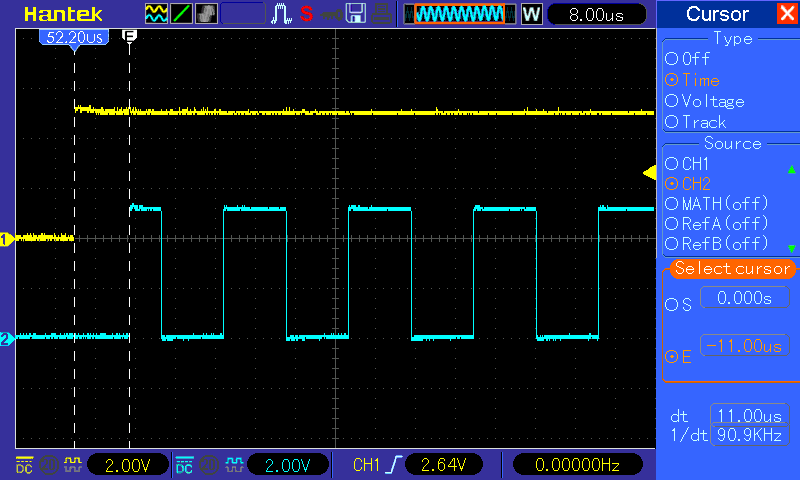 Hantek
S
W
8.00us
52.20us
E
1
2
Cursor
Type
Off
Time
Voltage
Track
Source
CH1
CH2
MATH(off)
RefA(off)
RefB(off)
Select cursor
S 0.000s
E -11.00us
dt 11.00us
1/dt 90.9KHz
DC 20 2.00V DC 20 2.00V CH1 2.64V 0.00000Hz